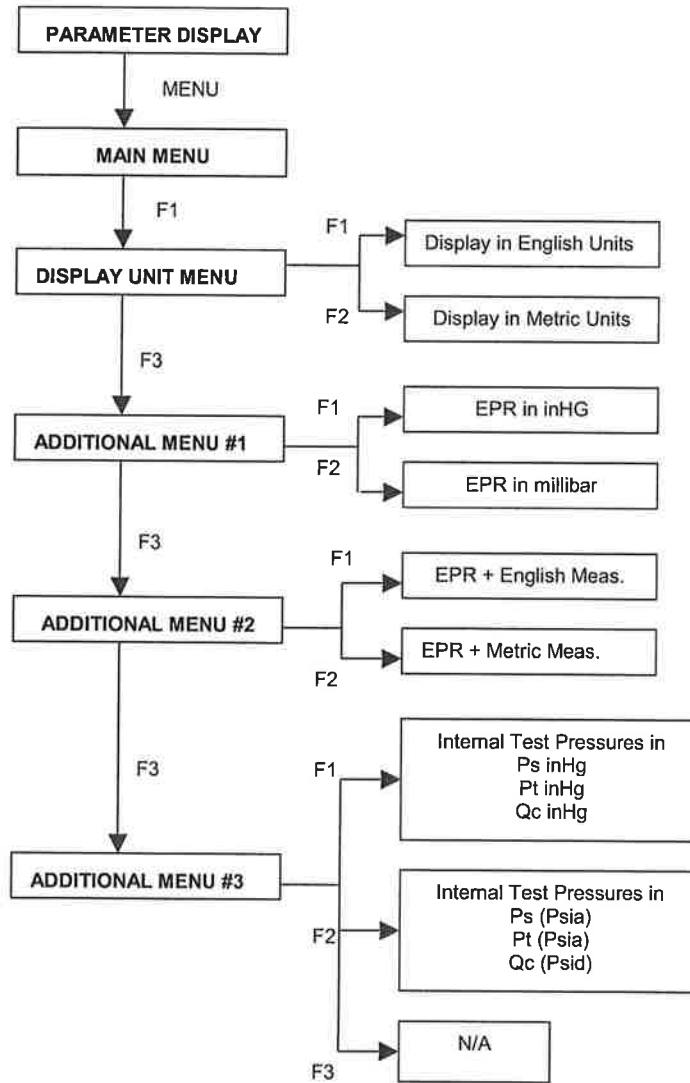 PARAMETER DISPLAY
MENU
MAIN MENU
F1
F1
Display in English Units
DISPLAY UNIT MENU
F2
Display in Metric Units
F3
F1
EPR in inHG
ADDITIONAL MENU #1
F2
EPR in millibar
F3
F1
EPR + English Meas.
ADDITIONAL MENU #2
EPR + Metric Meas.
F2
Internal Test Pressures in
F3
F1
Ps inHg
Pt inHg
Qc inHg
ADDITIONAL MENU #3
Internal Test Pressures in
Ps (Psia)
F2
Pt (Psia)
Qc (Psid)
N/A
F3